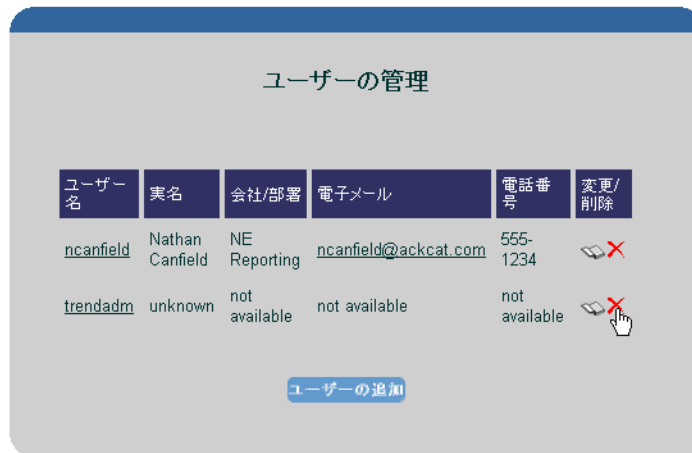 ユーザーの管理
ユーザー
名
実名
会社/部署
電子メール
電話番
号
変更/
削除
ncanfield
Nathan
Canfield
NE
Reporting
ncanfield@ackcat.com
555-
1234
trendadm
unknown
not
available
not available
not
available
ユーザーの追加